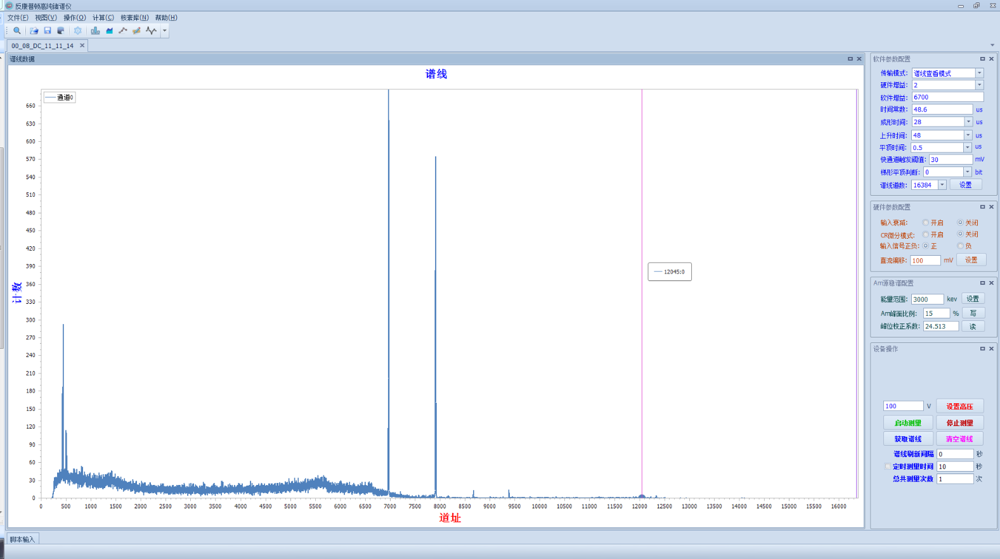 反康普顿高纯锗谱仪
文件(F) 视图(V) 操作(O) 计算(C) 核素库(N) 帮助(H)
00_08_DC_11_11_14
谱线数据
谱线
通道0
660
630
600
570
540
510
480
450
420
390
360
330
300
270
240
210
180
150
120
90
60
30
0
计数
12045:0
0 500 1000 1500 2000 2500 3000 3500 4000 4500 5000 5500 6000 6500 7000 7500 8000 8500 9000 9500 10000 10500 11000 11500 12000 12500 13000 13500 14000 14500 15000 15500 16000
道址
软件参数配置
传输模式: 谱线查看模式
硬件增益: 2
软件增益: 6700
时间常数: 48.6 us
成形时间: 28 us
上升时间: 48 us
平顶时间: 0.5 us
快通道触发阈值: 30 mV
梯形平顶判断: 0 bit
谱线道数: 16384 设置
硬件参数配置
输入衰减: 开启 关闭
CR微分模式: 开启 关闭
输入信号正负: 正 负
直流偏移: 100 mV 设置
Am源稳谱配置
能量范围: 3000 kev 设置
Am峰面比例: 15 % 写
峰位校正系数: 24.513 读
设备操作
100 V 设置高压
启动测量 停止测量
获取谱线 清空谱线
谱线刷新间隔 0 秒
定时测量时间 10 秒
总共测量次数 1 次
脚本输入